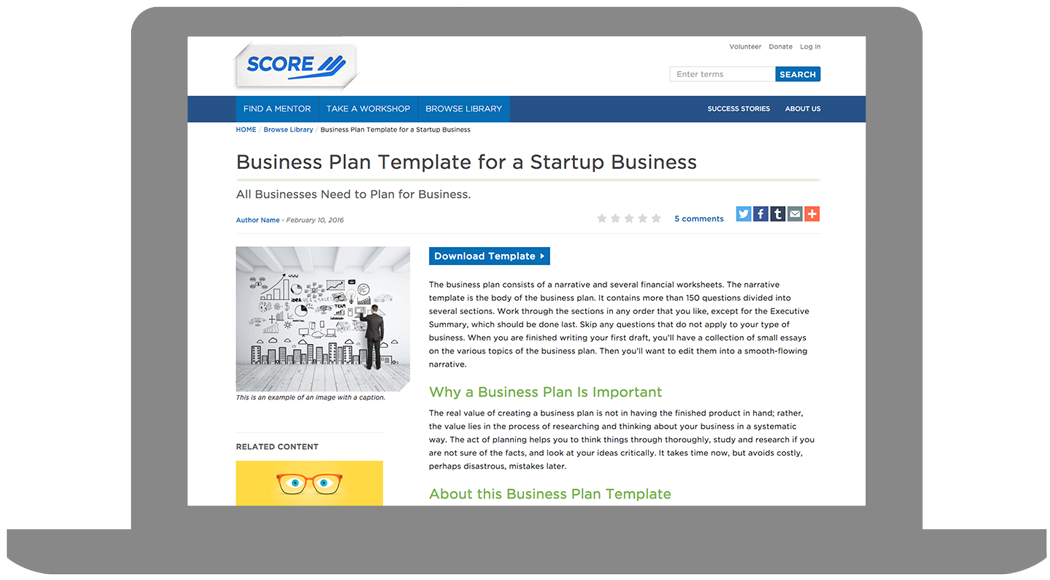 SCORE
Volunteer Donate Log In
Enter terms SEARCH
FIND A MENTOR TAKE A WORKSHOP BROWSE LIBRARY SUCCESS STORIES ABOUT US
HOME / Browse Library / Business Plan Template for a Startup Business
Business Plan Template for a Startup Business
All Businesses Need to Plan for Business.
Author Name - February 10, 2016
5 comments
Download Template
The business plan consists of a narrative and several financial worksheets. The narrative
template is the body of the business plan. It contains more than 150 questions divided into
several sections. Work through the sections in any order that you like, except for the Executive
Summary, which should be done last. Skip any questions that do not apply to your type of
business. When you are finished writing your first draft, you'll have a collection of small essays
on the various topics of the business plan. Then you'll want to edit them into a smooth-flowing
narrative.
Why a Business Plan Is Important
The real value of creating a business plan is not in having the finished product in hand; rather,
the value lies in the process of researching and thinking about your business in a systematic
way. The act of planning helps you to think things through thoroughly, study and research if you
are not sure of the facts, and look at your ideas critically. It takes time now, but avoids costly,
perhaps disastrous, mistakes later.
About this Business Plan Template
IDEA
TEAM
This is an example of an image with a caption.
RELATED CONTENT